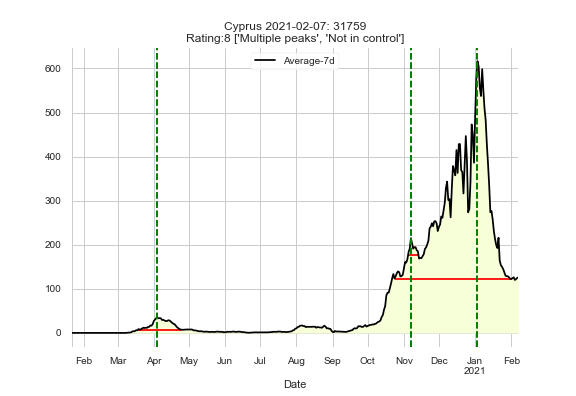 Cyprus 2021-02-07: 31759
Rating:8 ['Multiple peaks', 'Not in control']
Average-7d
600
500
400
300
200
100
0
Feb Mar Apr May Jun Jul Aug Sep Oct Nov Dec Jan Feb
2021
Date